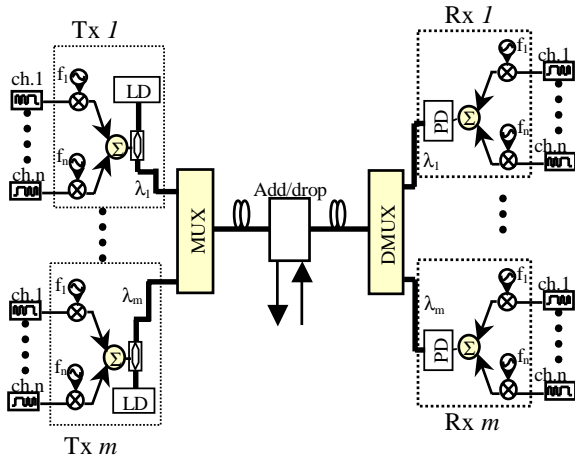 Tx 1
ch.1
f1
LD
Σ
ch.n
fn
λ1
MUX
Add/drop
DMUX
Rx 1
ch.1
f1
PD
Σ
ch.n
fn
λ1
ch.1
f1
λm
Σ
ch.n
fn
LD
Tx m
ch.1
f1
λm
PD
Σ
ch.n
fn
Rx m